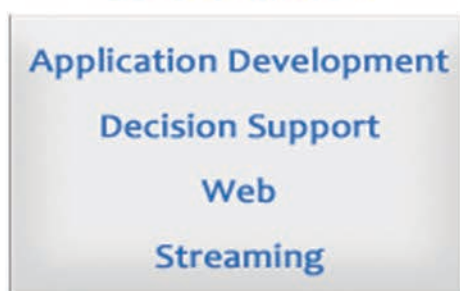 Application Development
Decision Support
Web
Streaming